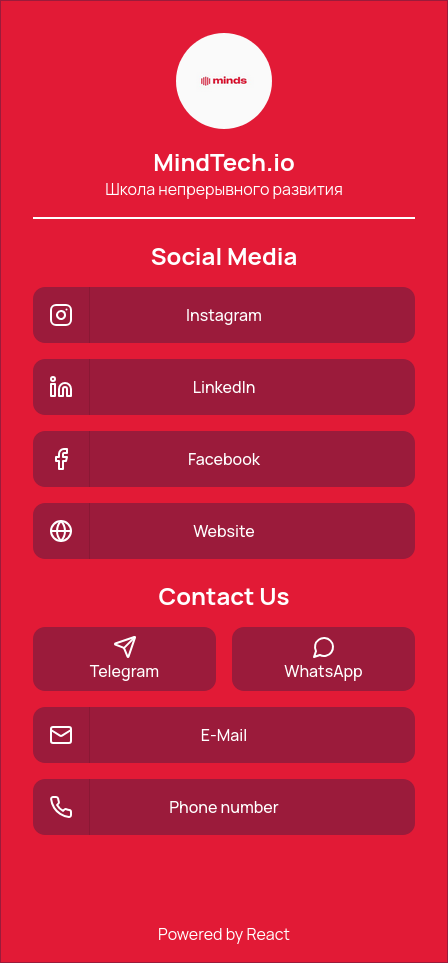 minds
MindTech.io
Школа непрерывного развития
Social Media
Instagram
LinkedIn
Facebook
Website
Contact Us
Telegram
WhatsApp
E-Mail
Phone number
Powered by React